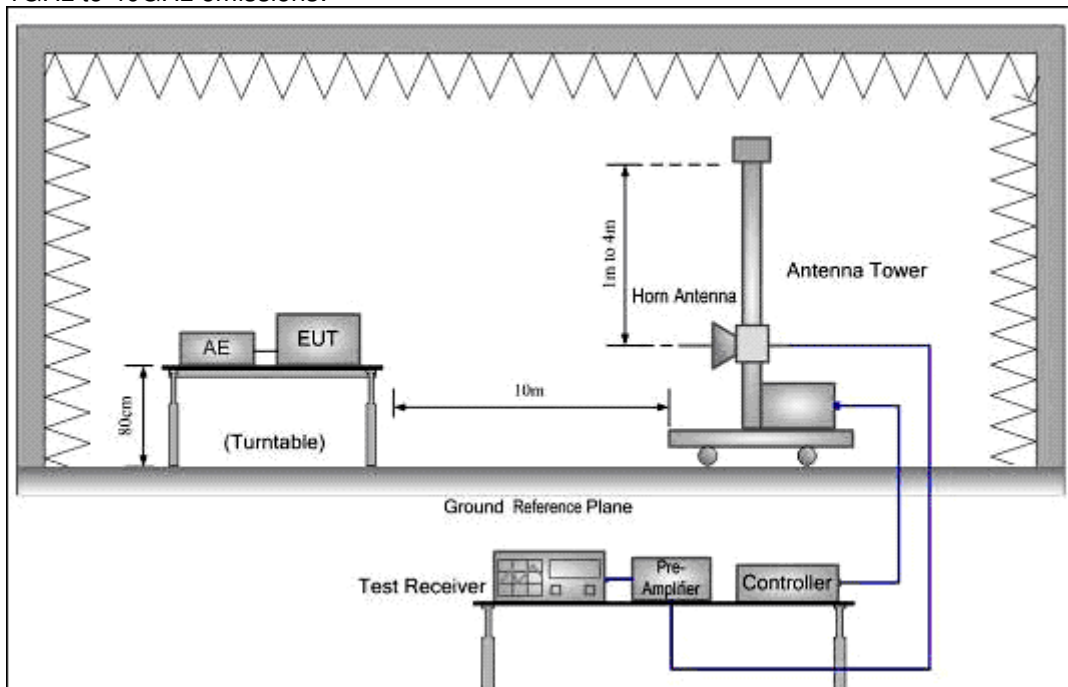 1m to 4m
Antenna Tower
Horn Antenna
AE
EUT
10m
80cm
(Turntable)
Ground Reference Plane
Test Receiver
Pre-
Amplifier
Controller